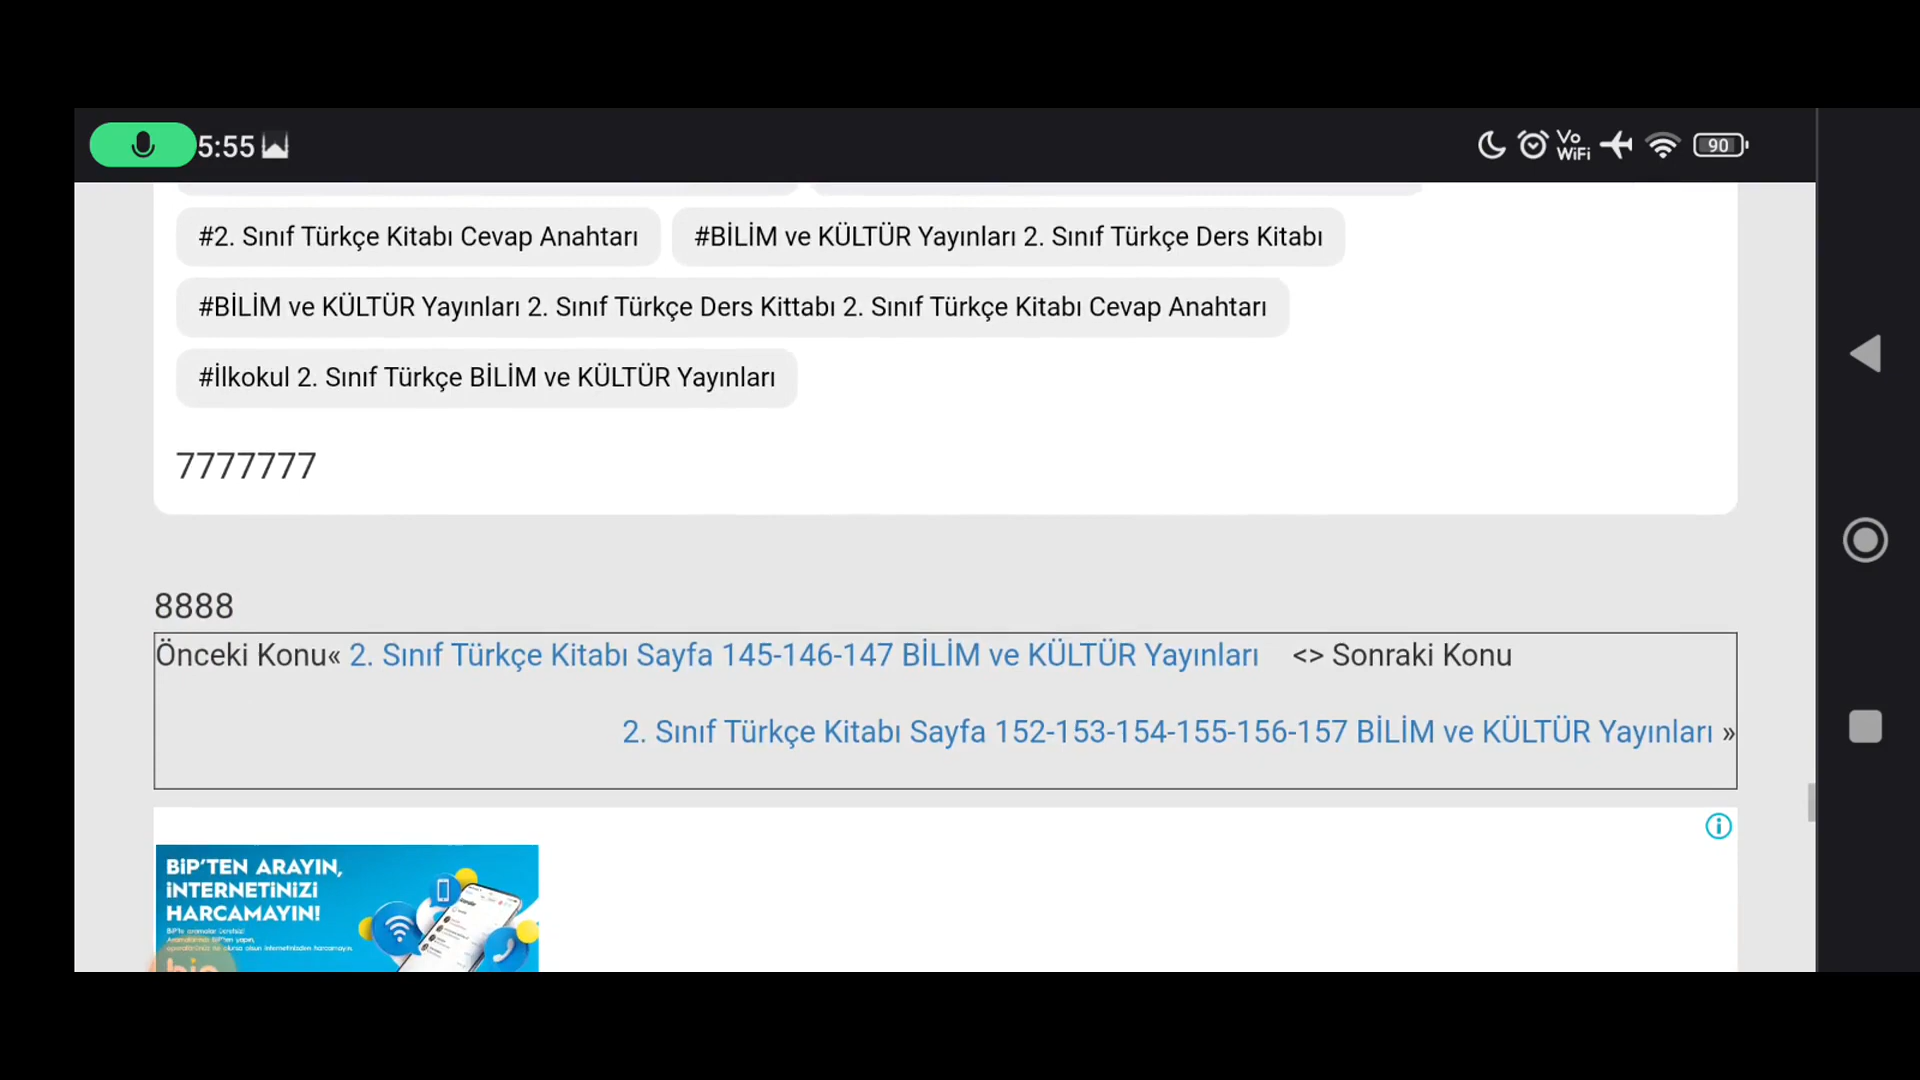 5:55
Vo
WiFi
90
#2. Sınıf Türkçe Kitabı Cevap Anahtarı
#BİLİM ve KÜLTÜR Yayınları 2. Sınıf Türkçe Ders Kitabı
#BİLİM ve KÜLTÜR Yayınları 2. Sınıf Türkçe Ders Kittabı 2. Sınıf Türkçe Kitabı Cevap Anahtarı
#İlkokul 2. Sınıf Türkçe BİLİM ve KÜLTÜR Yayınları
7777777
8888
Önceki Konu« 2. Sınıf Türkçe Kitabı Sayfa 145-146-147 BİLİM ve KÜLTÜR Yayınları <> Sonraki Konu
2. Sınıf Türkçe Kitabı Sayfa 152-153-154-155-156-157 BİLİM ve KÜLTÜR Yayınları »
BİP'TEN ARAYIN,
İNTERNETİNİZİ
HARCAMAYIN!